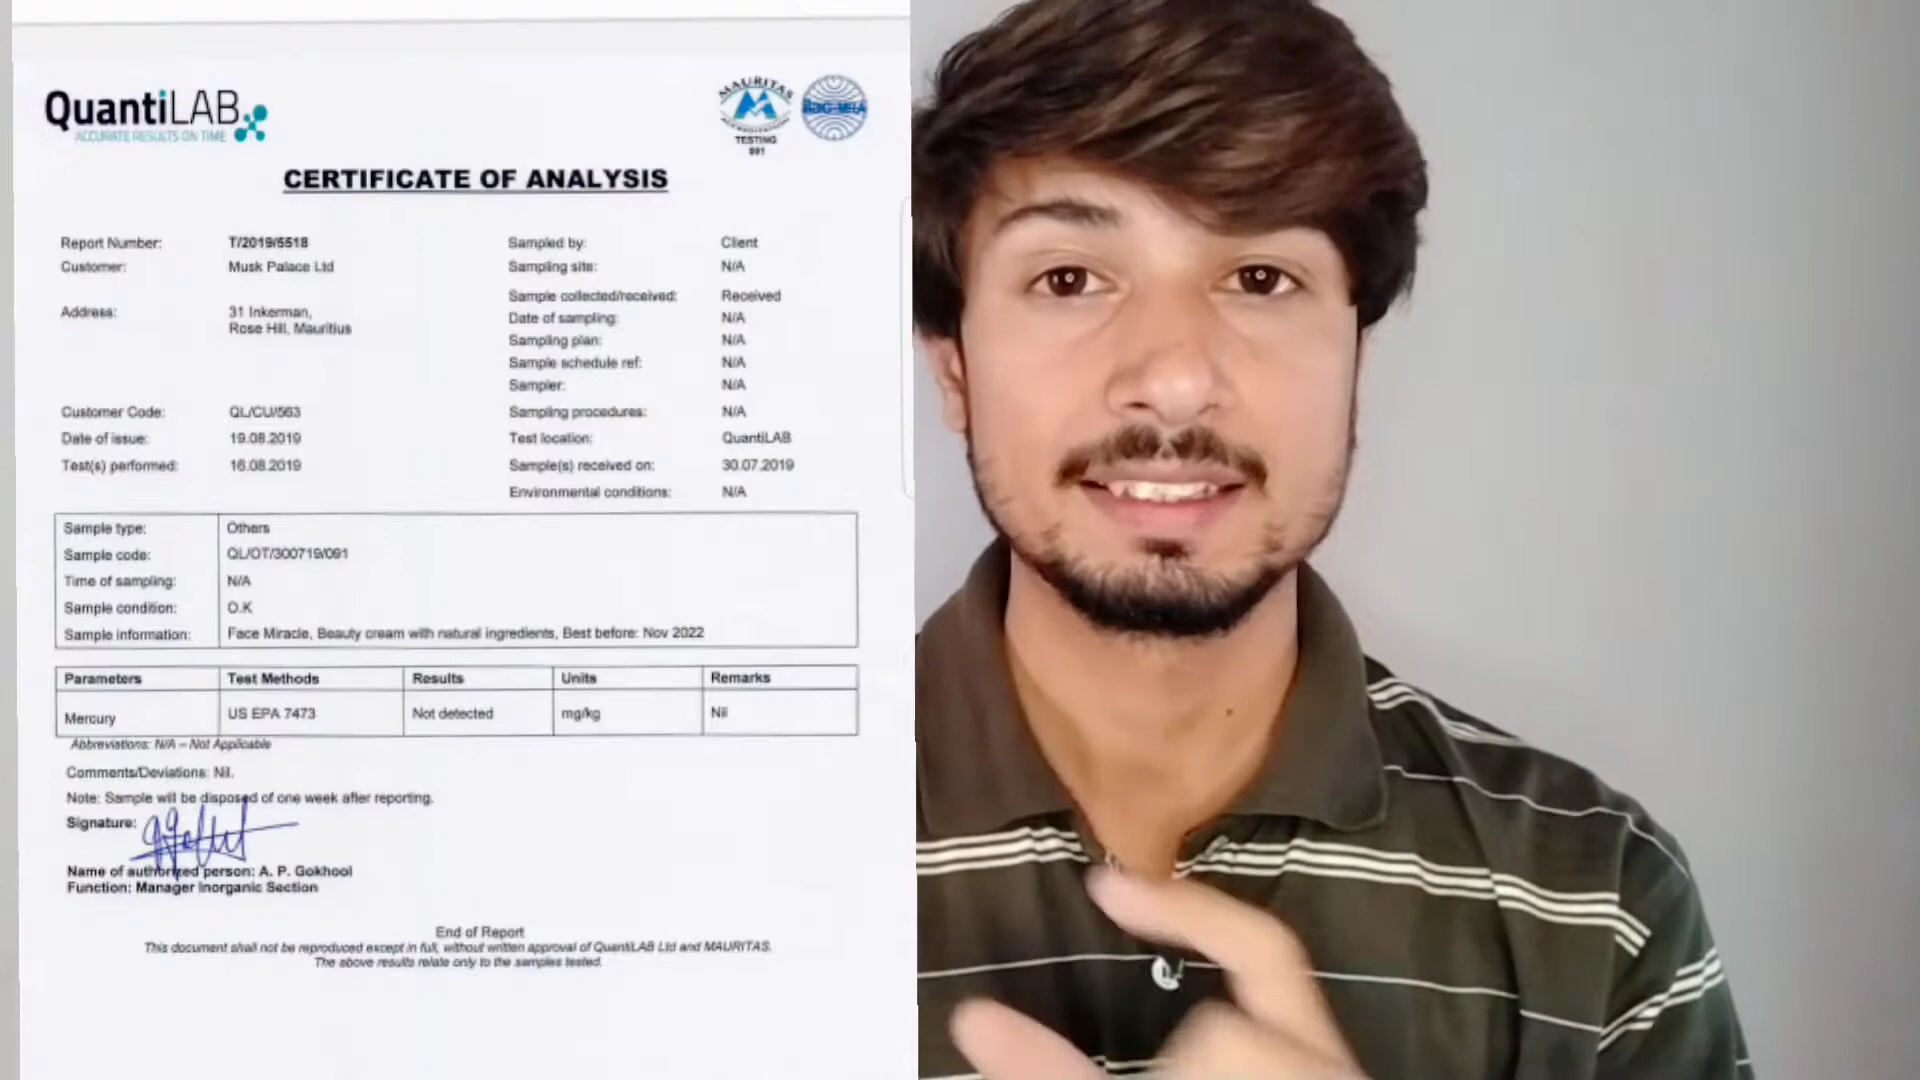 QuantiLAB
ACCURATE RESULTS ON TIME
MAURITAS
TESTING
CERTIFICATE OF ANALYSIS
Report Number: T/2019/5518
Customer: Musk Palace Ltd
Address: 31 Inkerman,
Rose Hill, Mauritius
Customer Code: QL/CU/563
Date of issue: 19.08.2019
Test(s) performed: 16.08.2019
Sampled by: Client
Sampling site: N/A
Sample collected/received: Received
Date of sampling: N/A
Sampling plan: N/A
Sample schedule ref: N/A
Sampler: N/A
Sampling procedures: N/A
Test location: QuantiLAB
Sample(s) received on: 30.07.2019
Environmental conditions: N/A
Sample type: Others
Sample code: QL/OT/300719/091
Time of sampling: N/A
Sample condition: O.K
Sample information: Face Miracle, Beauty cream with natural ingredients, Best before: Nov 2022
Parameters Test Methods Results Units Remarks
Mercury US EPA 7473 Not detected mg/kg Nil
Abbreviations: N/A – Not Applicable
Comments/Deviations: Nil.
Note: Sample will be disposed of one week after reporting.
Signature:
Name of authorized person: A. P. Gokhool
Function: Manager Inorganic Section
End of Report
This document shall not be reproduced except in full, without written approval of QuantiLAB Ltd and MAURITAS.
The above results relate only to the samples tested.